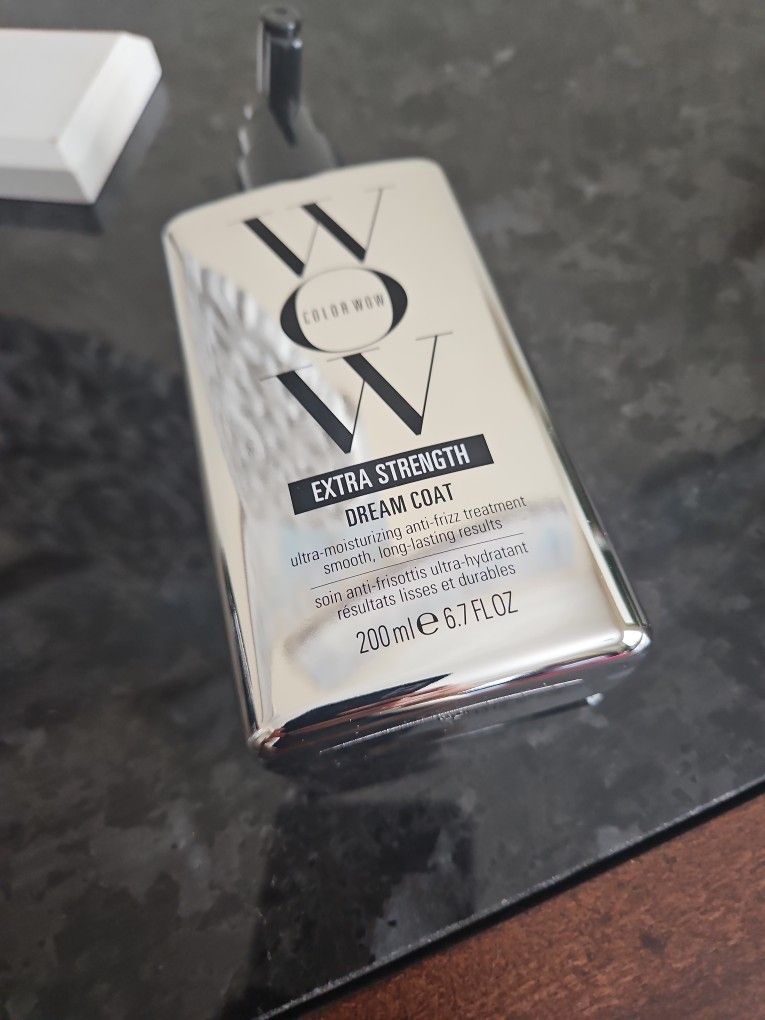 W
O
COLOR WOW
W
EXTRA STRENGTH
DREAM COAT
ultra-moisturizing anti-frizz treatment
smooth, long-lasting results
soin anti-frisottis ultra-hydratant
résultats lisses et durables
200 ml e 6.7 FL OZ